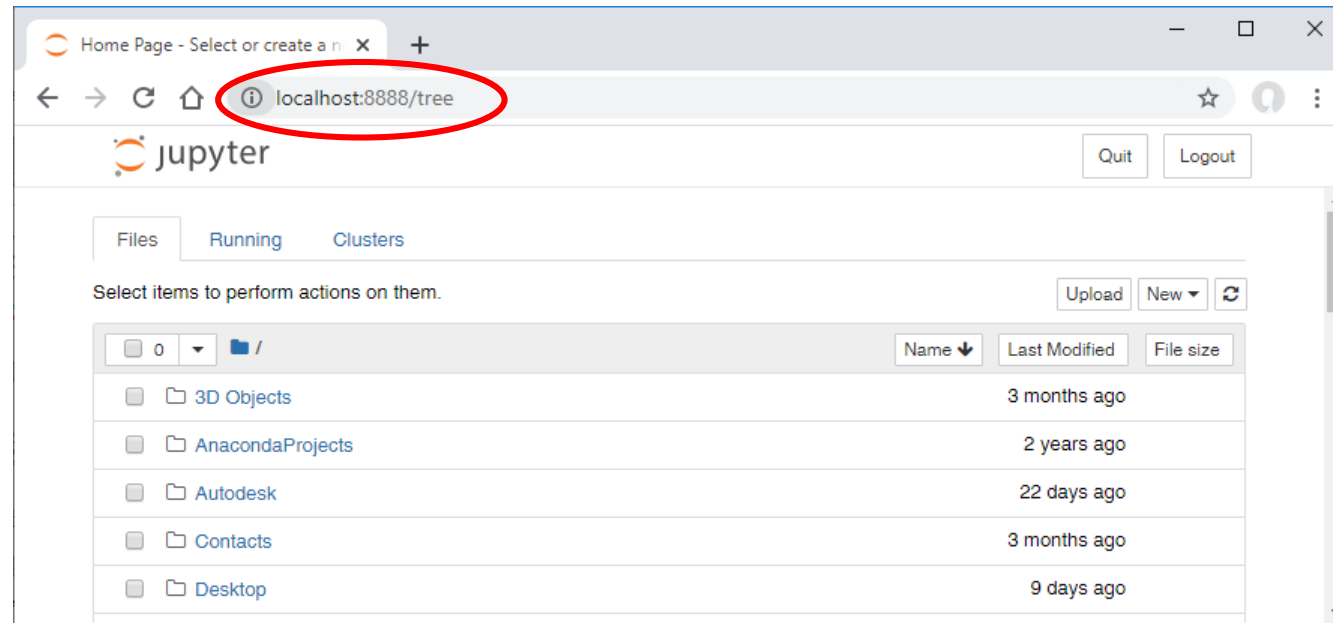 Home Page - Select or create a n
localhost:8888/tree
jupyter
Quit Logout
Files Running Clusters
Select items to perform actions on them.
Upload New
0 / Name Last Modified File size
3D Objects 3 months ago
AnacondaProjects 2 years ago
Autodesk 22 days ago
Contacts 3 months ago
Desktop 9 days ago